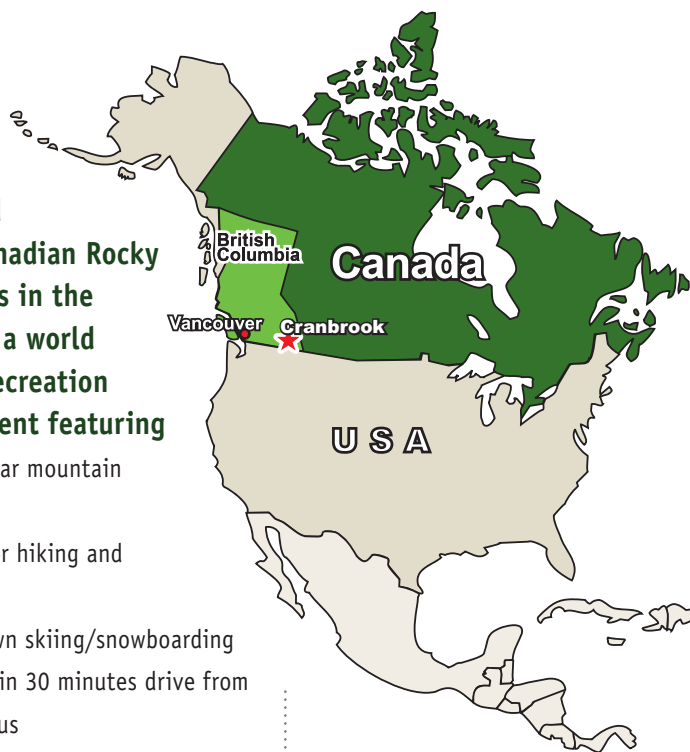 nadian Rocky
s in the
a world
ecreation
ent featuring
ar mountain
r hiking and
wn skiing/snowboarding
in 30 minutes drive from
us
British
Columbia
Canada
Vancouver
Cranbrook
USA